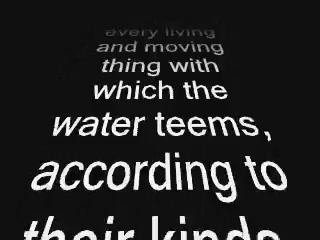 every living
and moving
thing with
which the
water teems,
according to
their kinds,